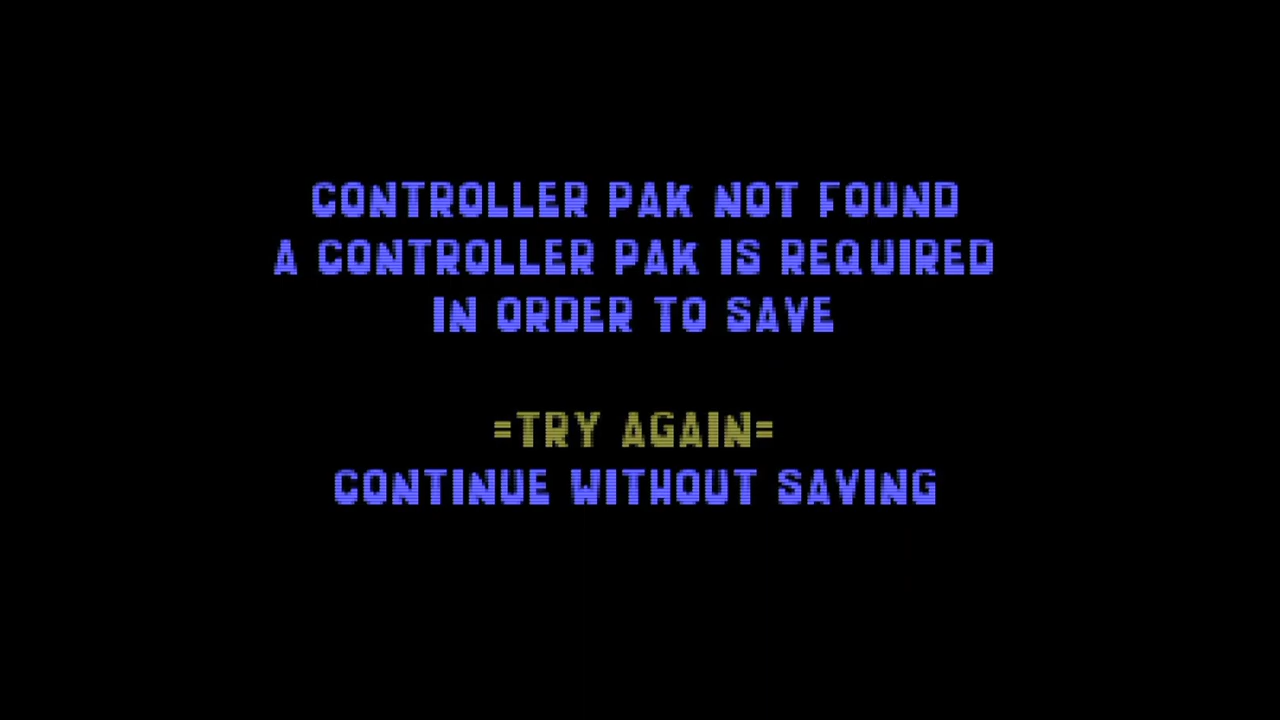 CONTROLLER PAK NOT FOUND
A CONTROLLER PAK IS REQUIRED
IN ORDER TO SAVE
=TRY AGAIN=
CONTINUE WITHOUT SAVING